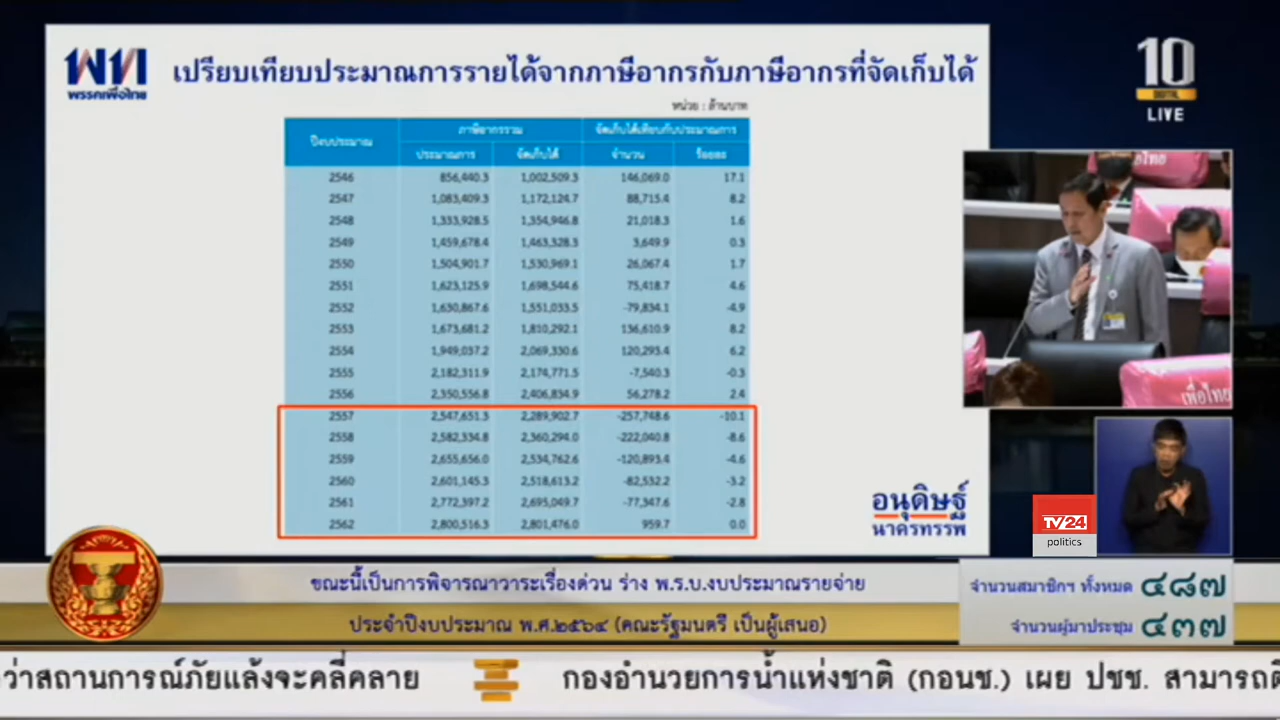 พท
พรรคเพื่อไทย
เปรียบเทียบประมาณการรายได้จากภาษีอากรกับภาษีอากรที่จัดเก็บได้
10
DIGITAL
LIVE
หน่วย : ล้านบาท
ปีงบประมาณ ภาษีอากรรวม จัดเก็บได้เทียบกับประมาณการ
ประมาณการ จัดเก็บได้ จำนวน ร้อยละ
2546 856,440.3 1,002,509.3 146,069.0 17.1
2547 1,083,409.3 1,172,124.7 88,715.4 8.2
2548 1,333,928.5 1,354,946.8 21,018.3 1.6
2549 1,459,678.4 1,463,328.3 3,649.9 0.3
2550 1,504,901.7 1,530,969.1 26,067.4 1.7
2551 1,623,125.9 1,698,544.6 75,418.7 4.6
2552 1,630,867.6 1,551,033.5 -79,834.1 -4.9
2553 1,673,681.2 1,810,292.1 136,610.9 8.2
2554 1,949,037.2 2,069,330.6 120,293.4 6.2
2555 2,182,311.9 2,174,771.5 -7,540.3 -0.3
2556 2,350,556.8 2,406,834.9 56,278.2 2.4
2557 2,547,651.3 2,289,902.7 -257,748.6 -10.1
2558 2,582,334.8 2,360,294.0 -222,040.8 -8.6
2559 2,655,656.0 2,534,762.6 -120,893.4 -4.6
2560 2,601,145.3 2,518,613.2 -82,532.2 -3.2
2561 2,772,397.2 2,695,049.7 -77,347.6 -2.8
2562 2,800,516.3 2,801,476.0 959.7 0.0
เพื่อไทย
อนุดิษฐ์
นาครทรรพ
TV24
politics
ขณะนี้เป็นการพิจารณาวาระเรื่องด่วน ร่าง พ.ร.บ.งบประมาณรายจ่าย
ประจำปีงบประมาณ พ.ศ.๒๕๖๔ (คณะรัฐมนตรี เป็นผู้เสนอ)
จำนวนสมาชิกฯ ทั้งหมด ๔๘๗
จำนวนผู้มาประชุม ๔๓๗
ว่าสถานการณ์ภัยแล้งจะคลี่คลาย กองอำนวยการน้ำแห่งชาติ (กอนช.) เผย ปชช. สามารถติ